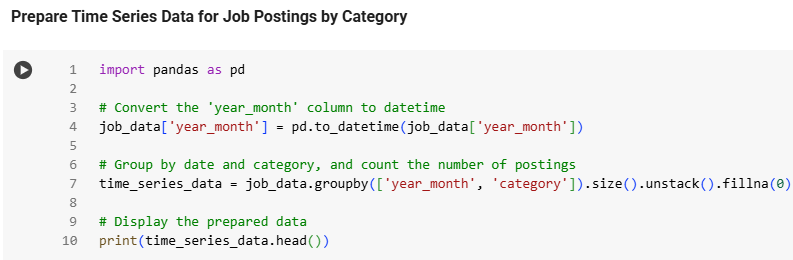 Prepare Time Series Data for Job Postings by Category
1 import pandas as pd
2
3 # Convert the 'year_month' column to datetime
4 job_data['year_month'] = pd.to_datetime(job_data['year_month'])
5
6 # Group by date and category, and count the number of postings
7 time_series_data = job_data.groupby(['year_month', 'category']).size().unstack().fillna(0)
8
9 # Display the prepared data
10 print(time_series_data.head())